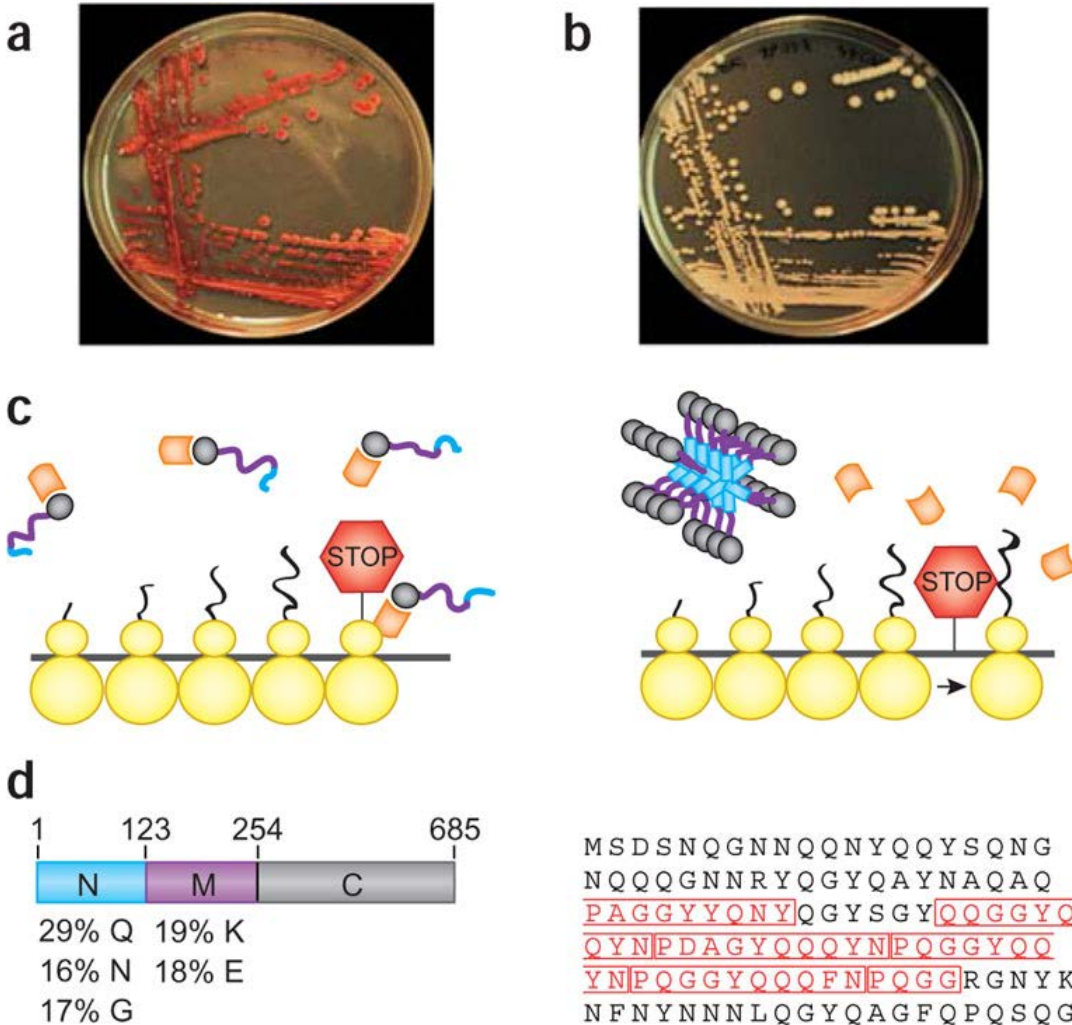 a
b
c
STOP
STOP
d
1 123 254 685
N M C
29% Q 19% K
16% N 18% E
17% G
MSDSNQGNNQQNYQQYSQNG
NQQQGNNRYQGYQAYNAQAQ
PAGGYYQNYQGYSGYQQGGYQ
QYNPDAGYQQQYNPQGGYQQ
YNPQGGYQQQFNPQGGRGNYK
NFNYNNNLQGYQAGFQPQSQG